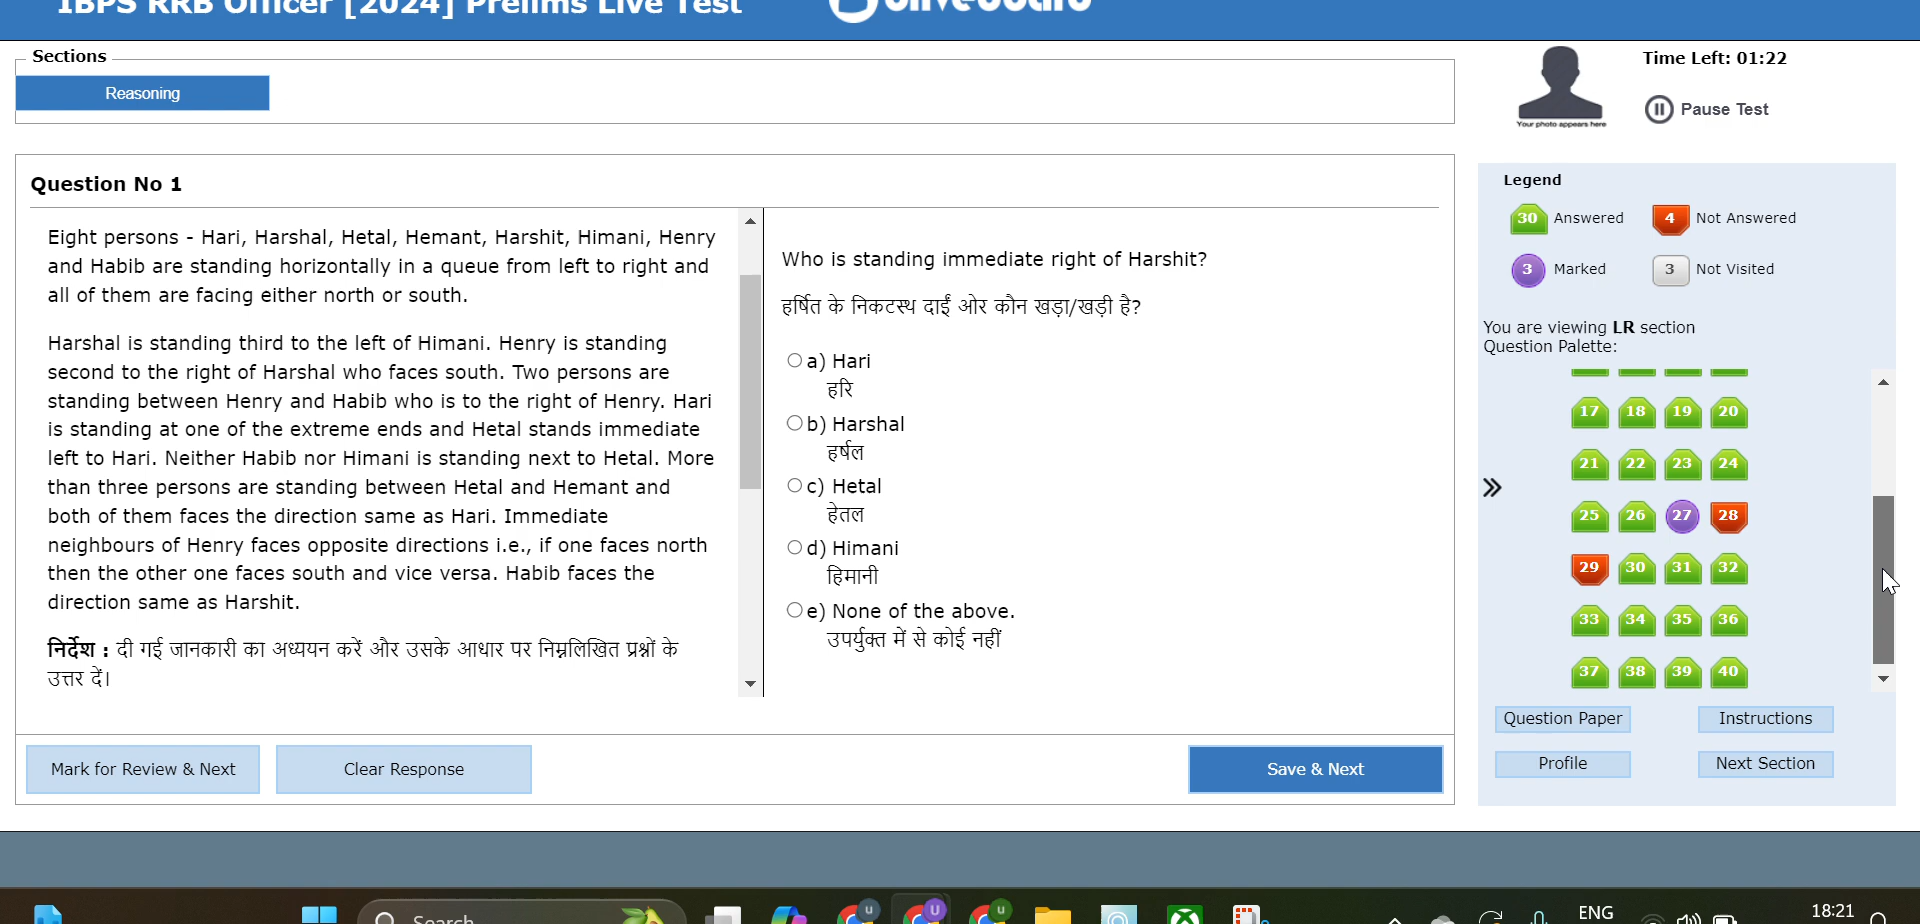 IBPS RRB Officer [2024] Prelims Live Test
Sections
Reasoning
Time Left: 01:22
Your photo appears here
Pause Test
Question No 1
Eight persons - Hari, Harshal, Hetal, Hemant, Harshit, Himani, Henry
and Habib are standing horizontally in a queue from left to right and
all of them are facing either north or south.
Harshal is standing third to the left of Himani. Henry is standing
second to the right of Harshal who faces south. Two persons are
standing between Henry and Habib who is to the right of Henry. Hari
is standing at one of the extreme ends and Hetal stands immediate
left to Hari. Neither Habib nor Himani is standing next to Hetal. More
than three persons are standing between Hetal and Hemant and
both of them faces the direction same as Hari. Immediate
neighbours of Henry faces opposite directions i.e., if one faces north
then the other one faces south and vice versa. Habib faces the
direction same as Harshit.
निर्देश : दी गई जानकारी का अध्ययन करें और उसके आधार पर निम्नलिखित प्रश्नों के
उत्तर दें।
Who is standing immediate right of Harshit?
हर्षित के निकटस्थ दाईं ओर कौन खड़ा/खड़ी है?
a) Hari
हरि
b) Harshal
हर्षल
c) Hetal
हेतल
d) Himani
हिमानी
e) None of the above.
उपर्युक्त में से कोई नहीं
Mark for Review & Next
Clear Response
Save & Next
Legend
30 Answered 4 Not Answered
3 Marked 3 Not Visited
You are viewing LR section
Question Palette:
17 18 19 20
21 22 23 24
25 26 27 28
29 30 31 32
33 34 35 36
37 38 39 40
Question Paper Instructions
Profile Next Section
Search
U U U
ENG
18:21